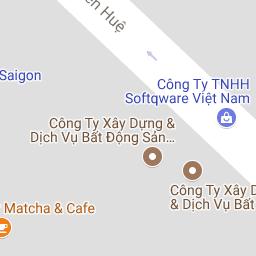 Huệ
Saigon
Công Ty TNHH
Softqware Việt Nam
Công Ty Xây Dựng &
Dịch Vụ Bất Động Sản...
Công Ty Xây D
& Dịch Vụ Bất
Matcha & Cafe